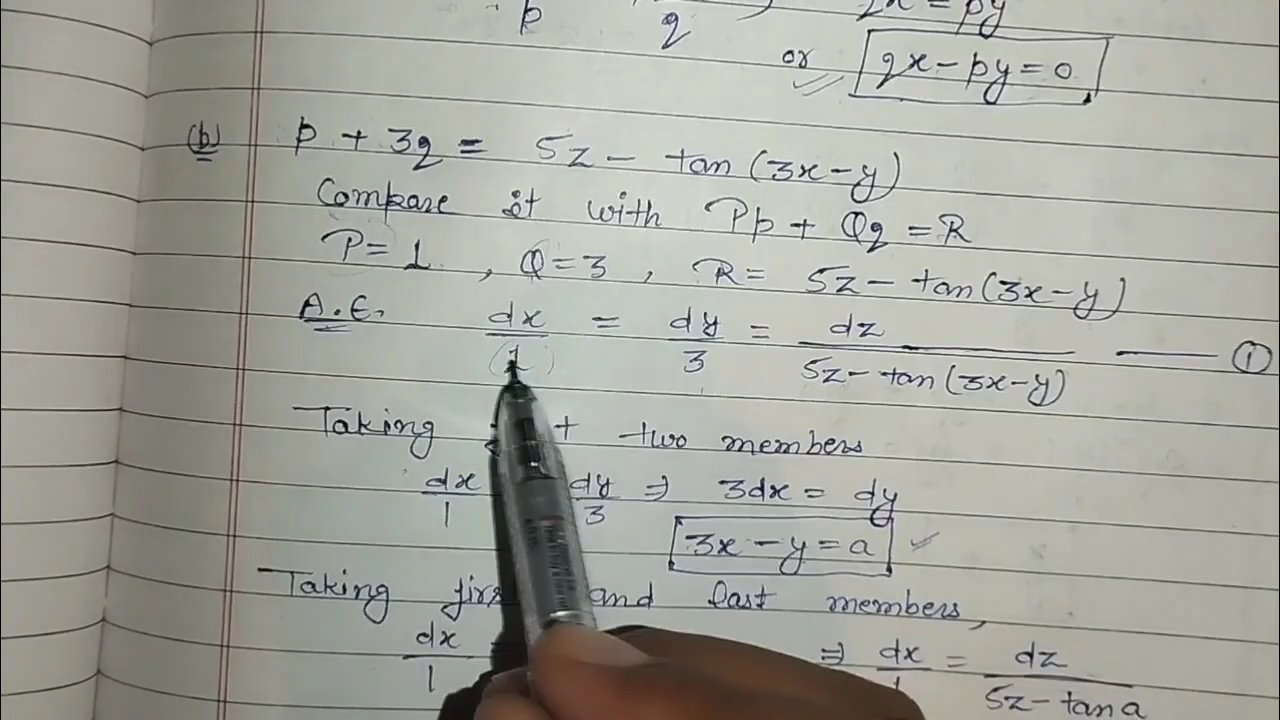 2x = py
p q
or qx - py = 0
(b) p + 3q = 5z - tan (3x-y)
Compare it with Pp + Qq = R
P = 1, Q = 3, R = 5z - tan(3x-y)
A.E. dx/(1) = dy/3 = dz/5z - tan(3x-y) — ①
Taking two members
dx/1 dy/3 ⇒ 3dx = dy
3x - y = a
Taking and last members,
dx/1 ⇒ dx = dz/5z - tan a